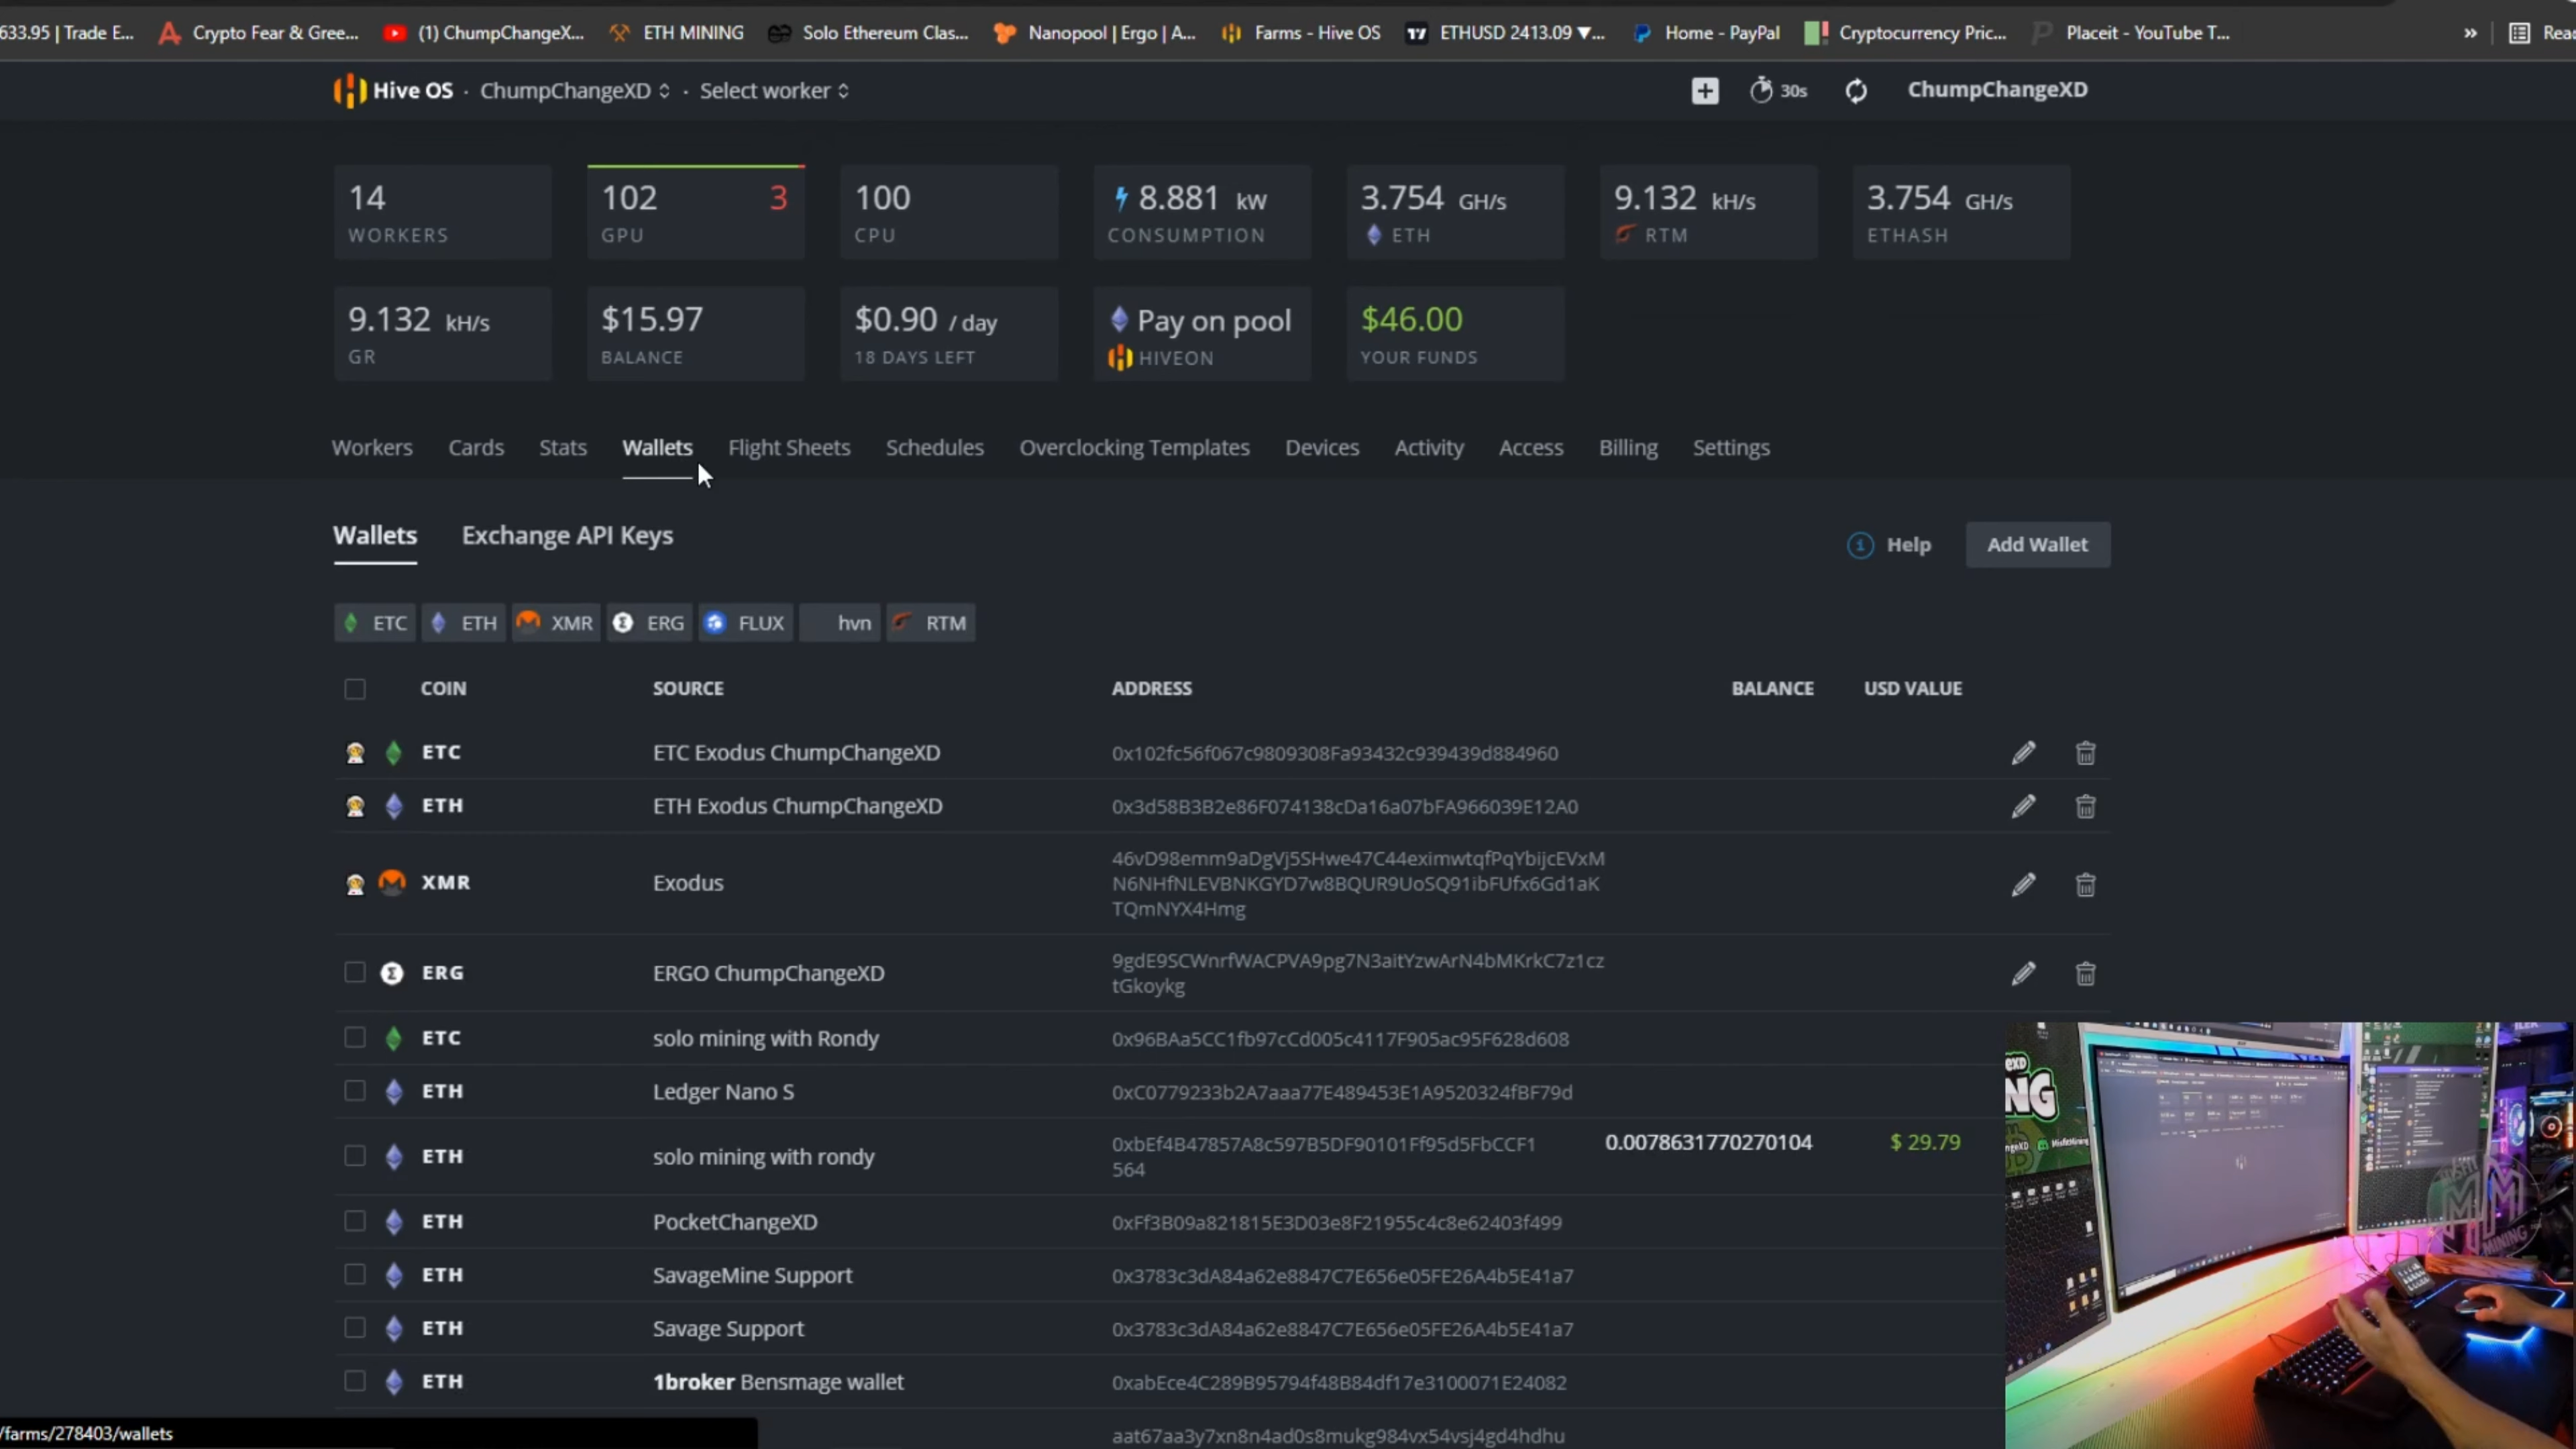 633.95 | Trade E... Crypto Fear & Gree... (1) ChumpChangeX... ETH MINING Solo Ethereum Clas... Nanopool | Ergo | A... Farms - Hive OS ETHUSD 2413.09 ▼... Home - PayPal Cryptocurrency Pric... Placeit - YouTube T... »
Hive OS · ChumpChangeXD · Select worker 30s ChumpChangeXD
14 102 3 100 8.881 kW 3.754 GH/s 9.132 kH/s 3.754 GH/s
WORKERS GPU CPU CONSUMPTION ETH RTM ETHASH
9.132 kH/s $15.97 $0.90 / day Pay on pool $46.00
GR BALANCE 18 DAYS LEFT HIVEON YOUR FUNDS
Workers Cards Stats Wallets Flight Sheets Schedules Overclocking Templates Devices Activity Access Billing Settings
Wallets Exchange API Keys Help Add Wallet
ETC ETH XMR ERG FLUX hvn RTM
COIN SOURCE ADDRESS BALANCE USD VALUE
ETC ETC Exodus ChumpChangeXD 0x102fc56f067c9809308Fa93432c939439d884960
ETH ETH Exodus ChumpChangeXD 0x3d58B3B2e86F074138cDa16a07bFA966039E12A0
XMR Exodus 46vD98emm9aDgVj5SHwe47C44eximwtqfPqYbijcEVxM
N6NHfNLEVBNKGYD7w8BQUR9UoSQ91ibFUfx6Gd1aK
TQmNYX4Hmg
ERG ERGO ChumpChangeXD 9gdE9SCWnrfWACPVA9pg7N3aitYzwArN4bMKrkC7z1cz
tGkoykg
ETC solo mining with Rondy 0x96BAa5CC1fb97cCd005c4117F905ac95F628d608
ETH Ledger Nano S 0xC0779233b2A7aaa77E489453E1A9520324fBF79d
ETH solo mining with rondy 0xbEf4B47857A8c597B5DF90101Ff95d5FbCCF1
564 0.0078631770270104 $ 29.79
ETH PocketChangeXD 0xFf3B09a821815E3D03e8F21955c4c8e62403f499
ETH SavageMine Support 0x3783c3dA84a62e8847C7E656e05FE26A4b5E41a7
ETH Savage Support 0x3783c3dA84a62e8847C7E656e05FE26A4b5E41a7
ETH 1broker Bensmage wallet 0xabEce4C289B95794f48B84df17e3100071E24082
aat67aa3y7xn8n4ad0s8mukg984vx54vsj4gd4hdhu
/farms/278403/wallets
MINING